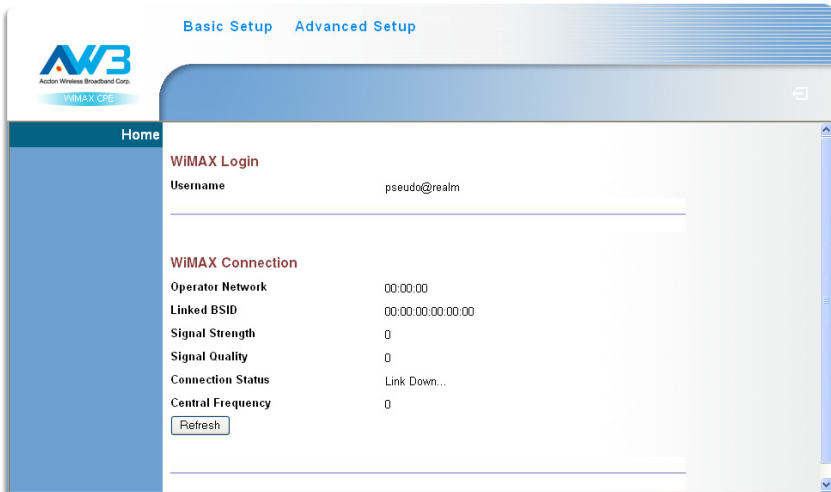 Basic Setup Advanced Setup
AWB
Accton Wireless Broadband Corp.
WiMAX CPE
Home
WiMAX Login
Username pseudo@realm
WiMAX Connection
Operator Network 00:00:00
Linked BSID 00:00:00:00:00:00
Signal Strength 0
Signal Quality 0
Connection Status Link Down...
Central Frequency 0
Refresh